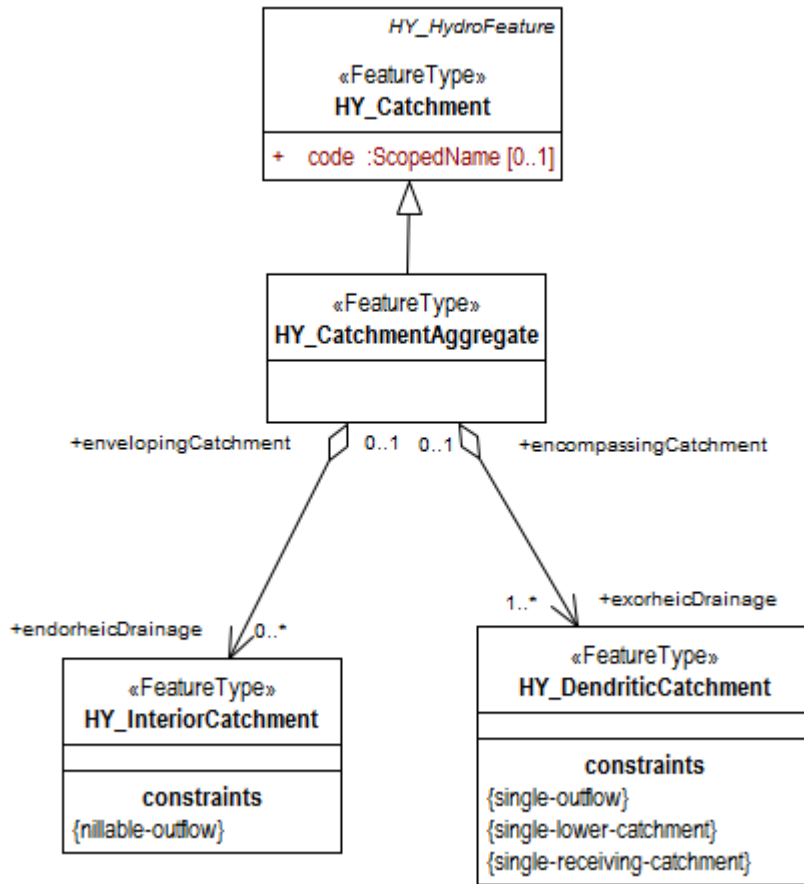 HY_HydroFeature
«FeatureType»
HY_Catchment
+ code :ScopedName [0..1]
«FeatureType»
HY_CatchmentAggregate
+envelopingCatchment 0..1 0..1 +encompassingCatchment
+endorheicDrainage 0..* 1..* +exorheicDrainage
«FeatureType»
HY_InteriorCatchment
constraints
{nillable-outflow}
«FeatureType»
HY_DendriticCatchment
constraints
{single-outflow}
{single-lower-catchment}
{single-receiving-catchment}